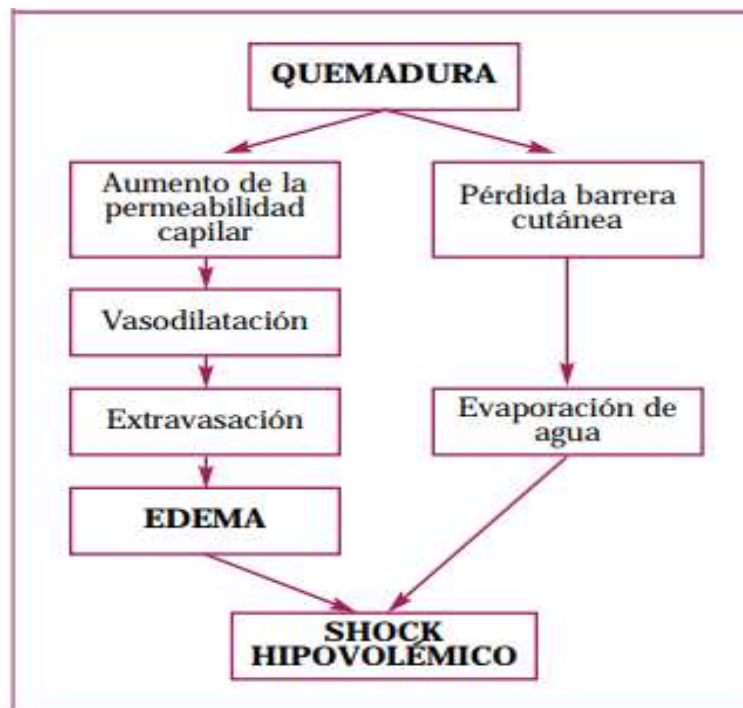 QUEMADURA
Aumento de la
permeabilidad
capilar
Vasodilatación
Extravasación
EDEMA
Pérdida barrera
cutánea
Evaporación de
agua
SHOCK
HIPOVOLÉMICO